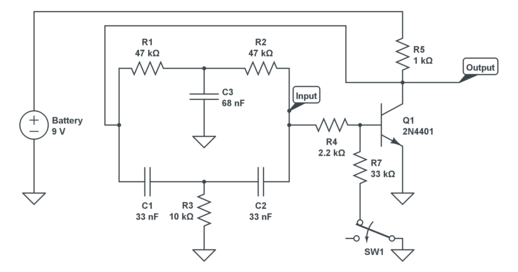 R1
47 kΩ
R2
47 kΩ
R5
1 kΩ
Output
C3
68 nF
Input
Battery
9 V
+
−
Q1
2N4401
R4
2.2 kΩ
R7
33 kΩ
C1
33 nF
R3
10 kΩ
C2
33 nF
SW1